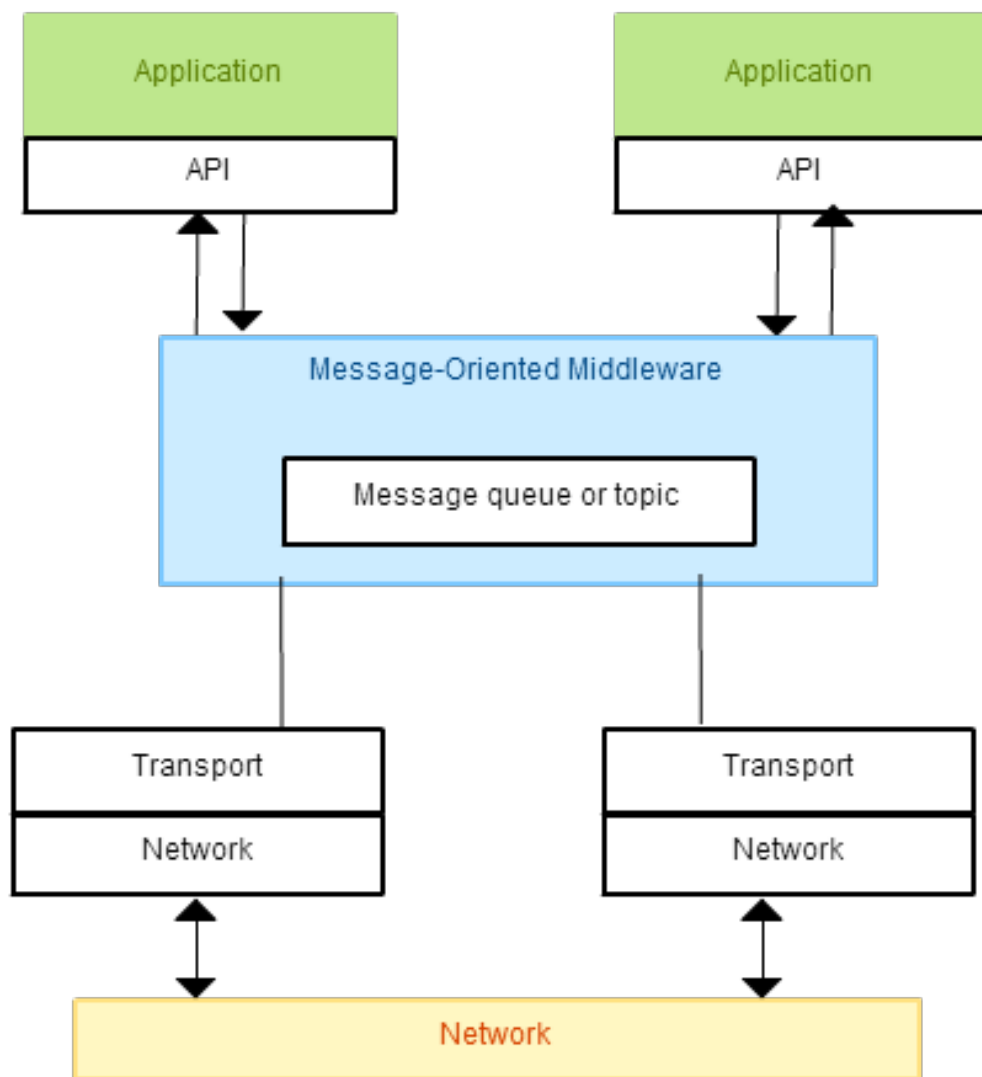 Application
Application
API
API
Message-Oriented Middleware
Message queue or topic
Transport
Transport
Network
Network
Network